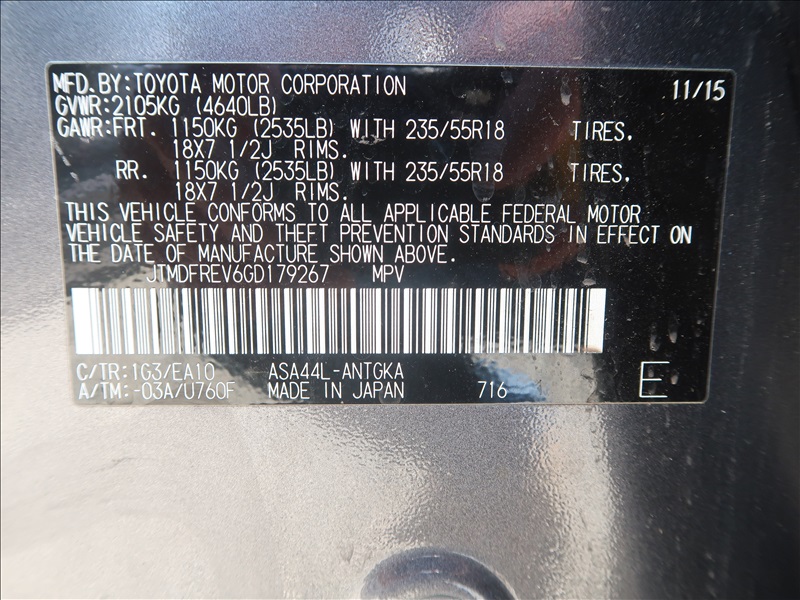 MFD.BY:TOYOTA MOTOR CORPORATION 11/15
GVWR:2105KG (4640LB)
GAWR:FRT. 1150KG (2535LB) WITH 235/55R18 TIRES,
18X7 1/2J RIMS.
RR. 1150KG (2535LB) WITH 235/55R18 TIRES,
18X7 1/2J RIMS.
THIS VEHICLE CONFORMS TO ALL APPLICABLE FEDERAL MOTOR
VEHICLE SAFETY AND THEFT PREVENTION STANDARDS IN EFFECT ON
THE DATE OF MANUFACTURE SHOWN ABOVE.
JTMDFREV6GD179267 MPV
C/TR:1G3/EA10 ASA44L-ANTGKA
A/TM:-03A/U760F MADE IN JAPAN 716 E